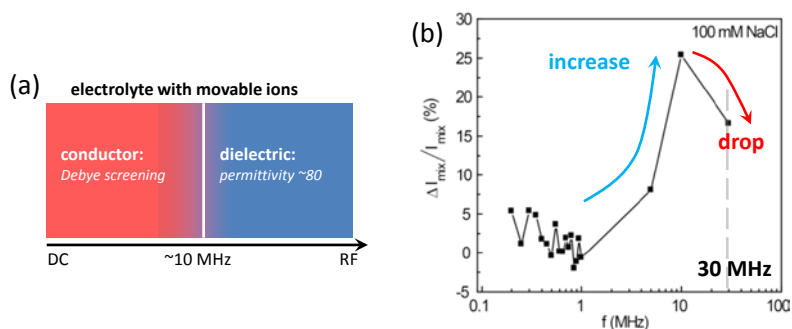 (a)
electrolyte with movable ions
conductor:
Debye screening
dielectric:
permittivity ~80
DC
~10 MHz
RF
(b)
100 mM NaCl
increase
drop
30 MHz
Δ I_mix/ I_mix (%)
30
25
20
15
10
5
0
-5
0.1
1
10
100
f (MHz)